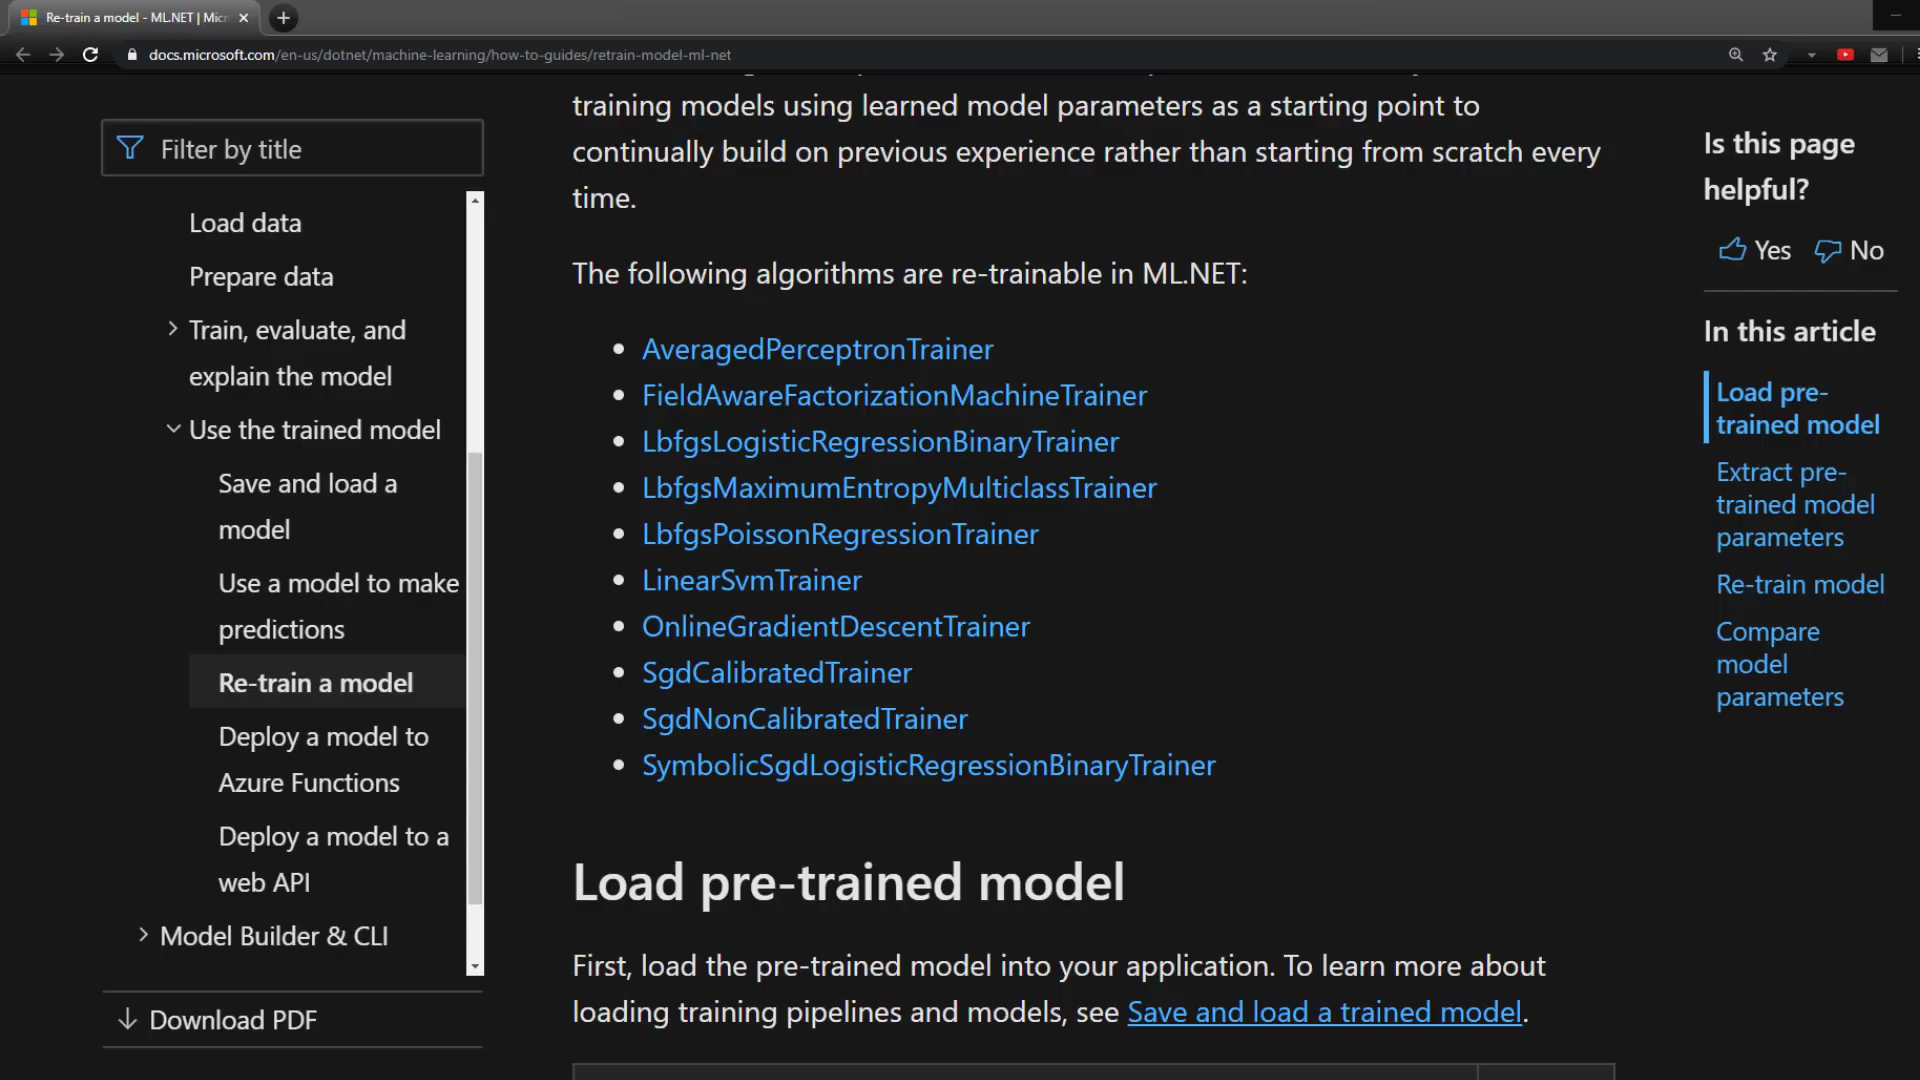 Re-train a model - ML.NET | Micr
docs.microsoft.com/en-us/dotnet/machine-learning/how-to-guides/retrain-model-ml-net
Filter by title
Load data
Prepare data
Train, evaluate, and
explain the model
Use the trained model
Save and load a
model
Use a model to make
predictions
Re-train a model
Deploy a model to
Azure Functions
Deploy a model to a
web API
Model Builder & CLI
Download PDF
training models using learned model parameters as a starting point to
continually build on previous experience rather than starting from scratch every
time.
The following algorithms are re-trainable in ML.NET:
AveragedPerceptronTrainer
FieldAwareFactorizationMachineTrainer
LbfgsLogisticRegressionBinaryTrainer
LbfgsMaximumEntropyMulticlassTrainer
LbfgsPoissonRegressionTrainer
LinearSvmTrainer
OnlineGradientDescentTrainer
SgdCalibratedTrainer
SgdNonCalibratedTrainer
SymbolicSgdLogisticRegressionBinaryTrainer
Load pre-trained model
First, load the pre-trained model into your application. To learn more about
loading training pipelines and models, see Save and load a trained model.
Is this page
helpful?
Yes No
In this article
Load pre-
trained model
Extract pre-
trained model
parameters
Re-train model
Compare
model
parameters